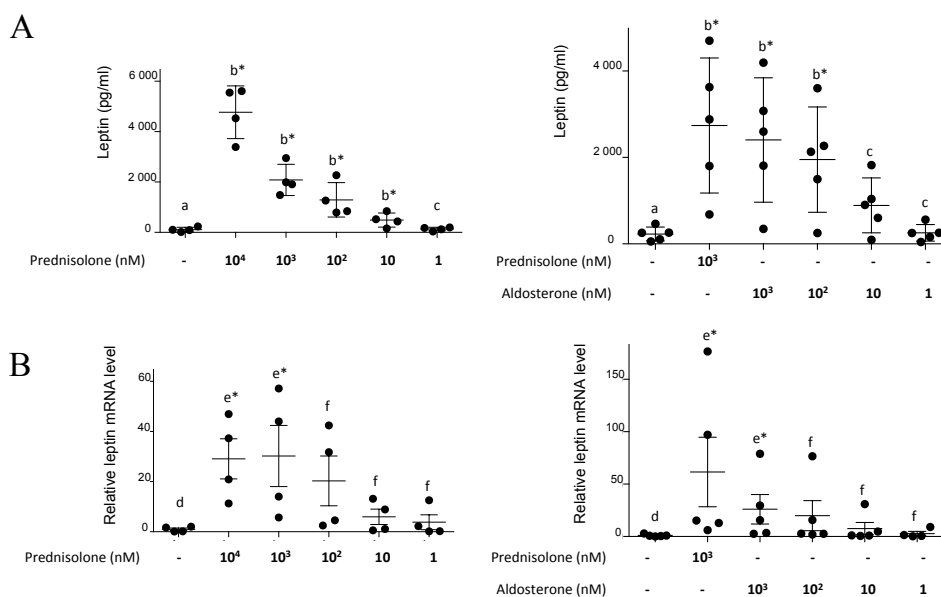 A
Leptin (pg/ml)
6 000
4 000
2 000
0
a
b*
b*
b*
b*
c
Prednisolone (nM)
- 10⁴ 10³ 10² 10 1
Leptin (pg/ml)
4 000
2 000
0
a
b*
b*
b*
c
c
Prednisolone (nM)
- 10³ - - - -
Aldosterone (nM)
- - 10³ 10² 10 1
B
Relative leptin mRNA level
60
40
20
0
d
e*
e*
f
f
f
Prednisolone (nM)
- 10⁴ 10³ 10² 10 1
Relative leptin mRNA level
150
100
50
0
d
e*
e*
f
f
f
Prednisolone (nM)
- 10³ - - - -
Aldosterone (nM)
- - 10³ 10² 10 1